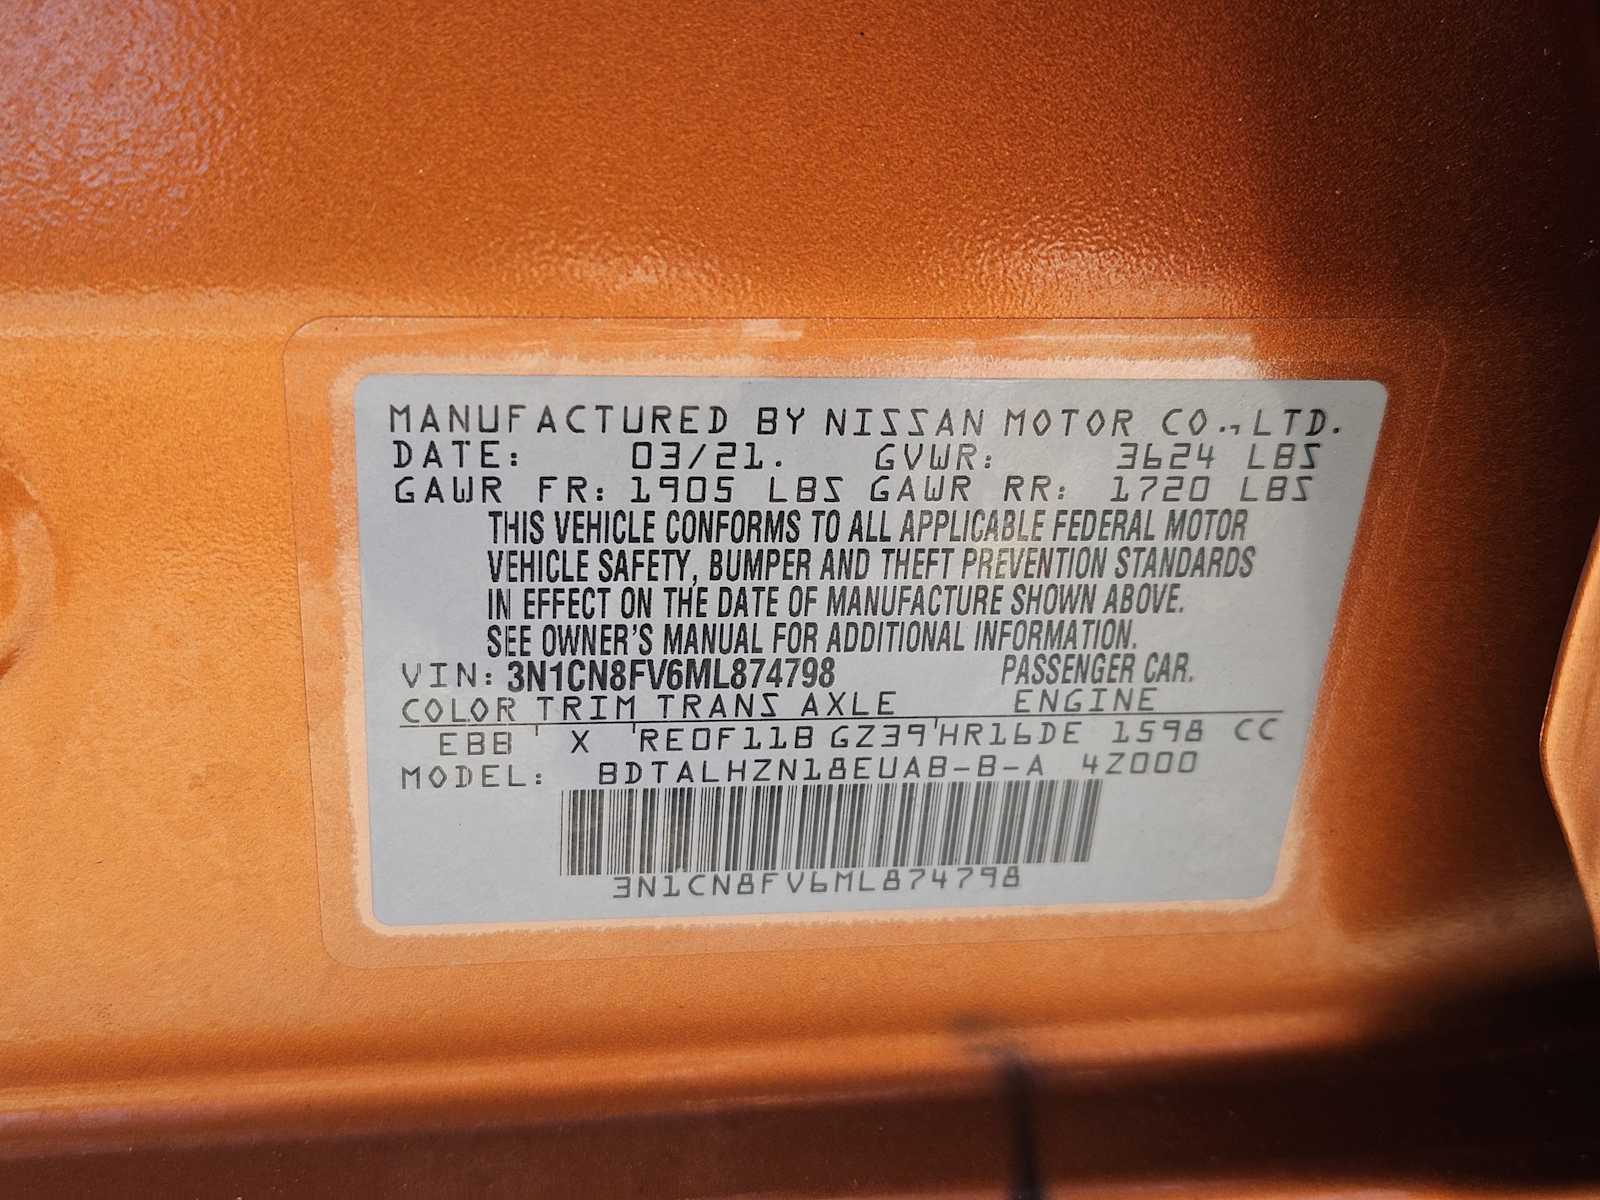 MANUFACTURED BY NISSAN MOTOR CO., LTD.
DATE: 03/21. GVWR: 3624 LBS
GAWR FR: 1905 LBS GAWR RR: 1720 LBS
THIS VEHICLE CONFORMS TO ALL APPLICABLE FEDERAL MOTOR
VEHICLE SAFETY, BUMPER AND THEFT PREVENTION STANDARDS
IN EFFECT ON THE DATE OF MANUFACTURE SHOWN ABOVE.
SEE OWNER'S MANUAL FOR ADDITIONAL INFORMATION.
VIN: 3N1CN8FV6ML874798 PASSENGER CAR.
COLOR TRIM TRANS AXLE ENGINE
EBB X RE0F11B GZ39 HR16DE 1598 CC
MODEL: BDTALHZN18EUAB-B-A 4Z000
3N1CN8FV6ML874798